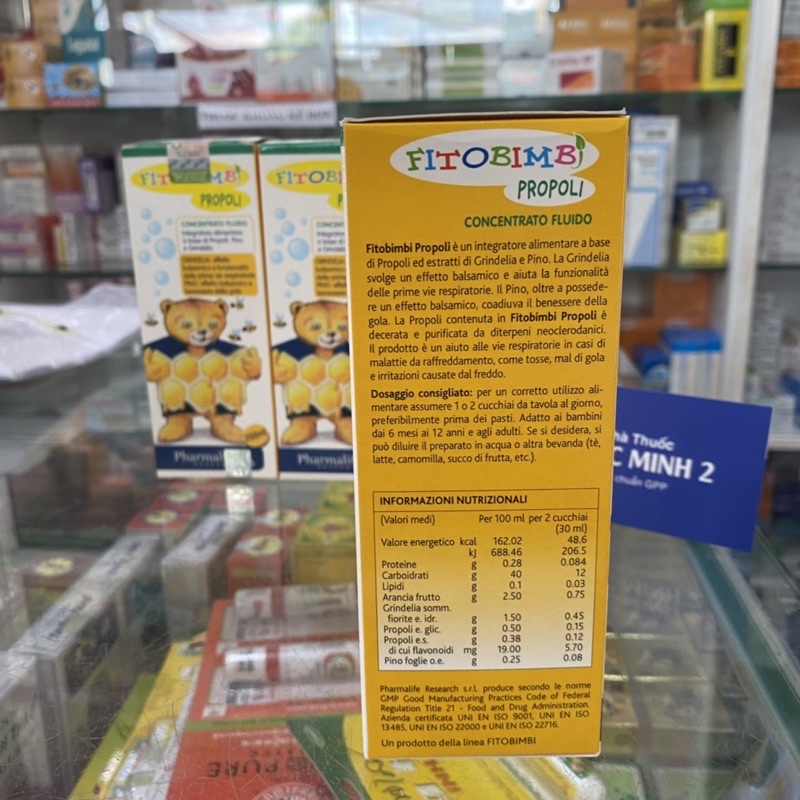 FITOBIMBI
PROPOLI
CONCENTRATO FLUIDO
Fitobimbi Propoli è un integratore alimentare a base
di Propoli ed estratti di Grindelia e Pino. La Grindelia
svolge un effetto balsamico e aiuta la funzionalità
delle prime vie respiratorie. Il Pino, oltre a possede-
re un effetto balsamico, coadiuva il benessere della
gola. La Propoli contenuta in Fitobimbi Propoli è
decerata e purificata da diterpeni neoclerodanici.
Il prodotto è un aiuto alle vie respiratorie in casi di
malattie da raffreddamento, come tosse, mal di gola
e irritazioni causate dal freddo.
Dosaggio consigliato: per un corretto utilizzo ali-
mentare assumere 1 o 2 cucchiai da tavola al giorno,
preferibilmente prima dei pasti. Adatto ai bambini
dai 6 mesi ai 12 anni e agli adulti. Se si desidera, si
può diluire il preparato in acqua o altra bevanda (tè,
latte, camomilla, succo di frutta, etc.).
INFORMAZIONI NUTRIZIONALI
(Valori medi) Per 100 ml per 2 cucchiai
(30 ml)
Valore energetico kcal 162.02 48.6
kj 688.46 206.5
Proteine g 0.28 0.084
Carboidrati g 40 12
Lipidi g 0.1 0.03
Arancia frutto g 2.50 0.75
Grindelia somm.
fiorite e. idr. g 1.50 0.45
Propoli e. glic. g 0.50 0.15
Propoli e.s. g 0.38 0.12
di cui flavonoidi mg 19.00 5.70
Pino foglie o.e. g 0.25 0.08
Pharmalife Research s.r.l. produce secondo le norme
GMP Good Manufacturing Practices Code of Federal
Regulation Title 21 - Food and Drug Administration.
Azienda certificata UNI EN ISO 9001, UNI EN ISO
13485, UNI EN ISO 22000 e UNI EN ISO 22716.
Un prodotto della linea FITOBIMBI
PROPOLI
CONCENTRATO FLUIDO
Integratore alimentare
a base di Propoli, Pino
e Grindelia
FITOBI
Thuốc
MINH 2
chuẩn GPP
PURE